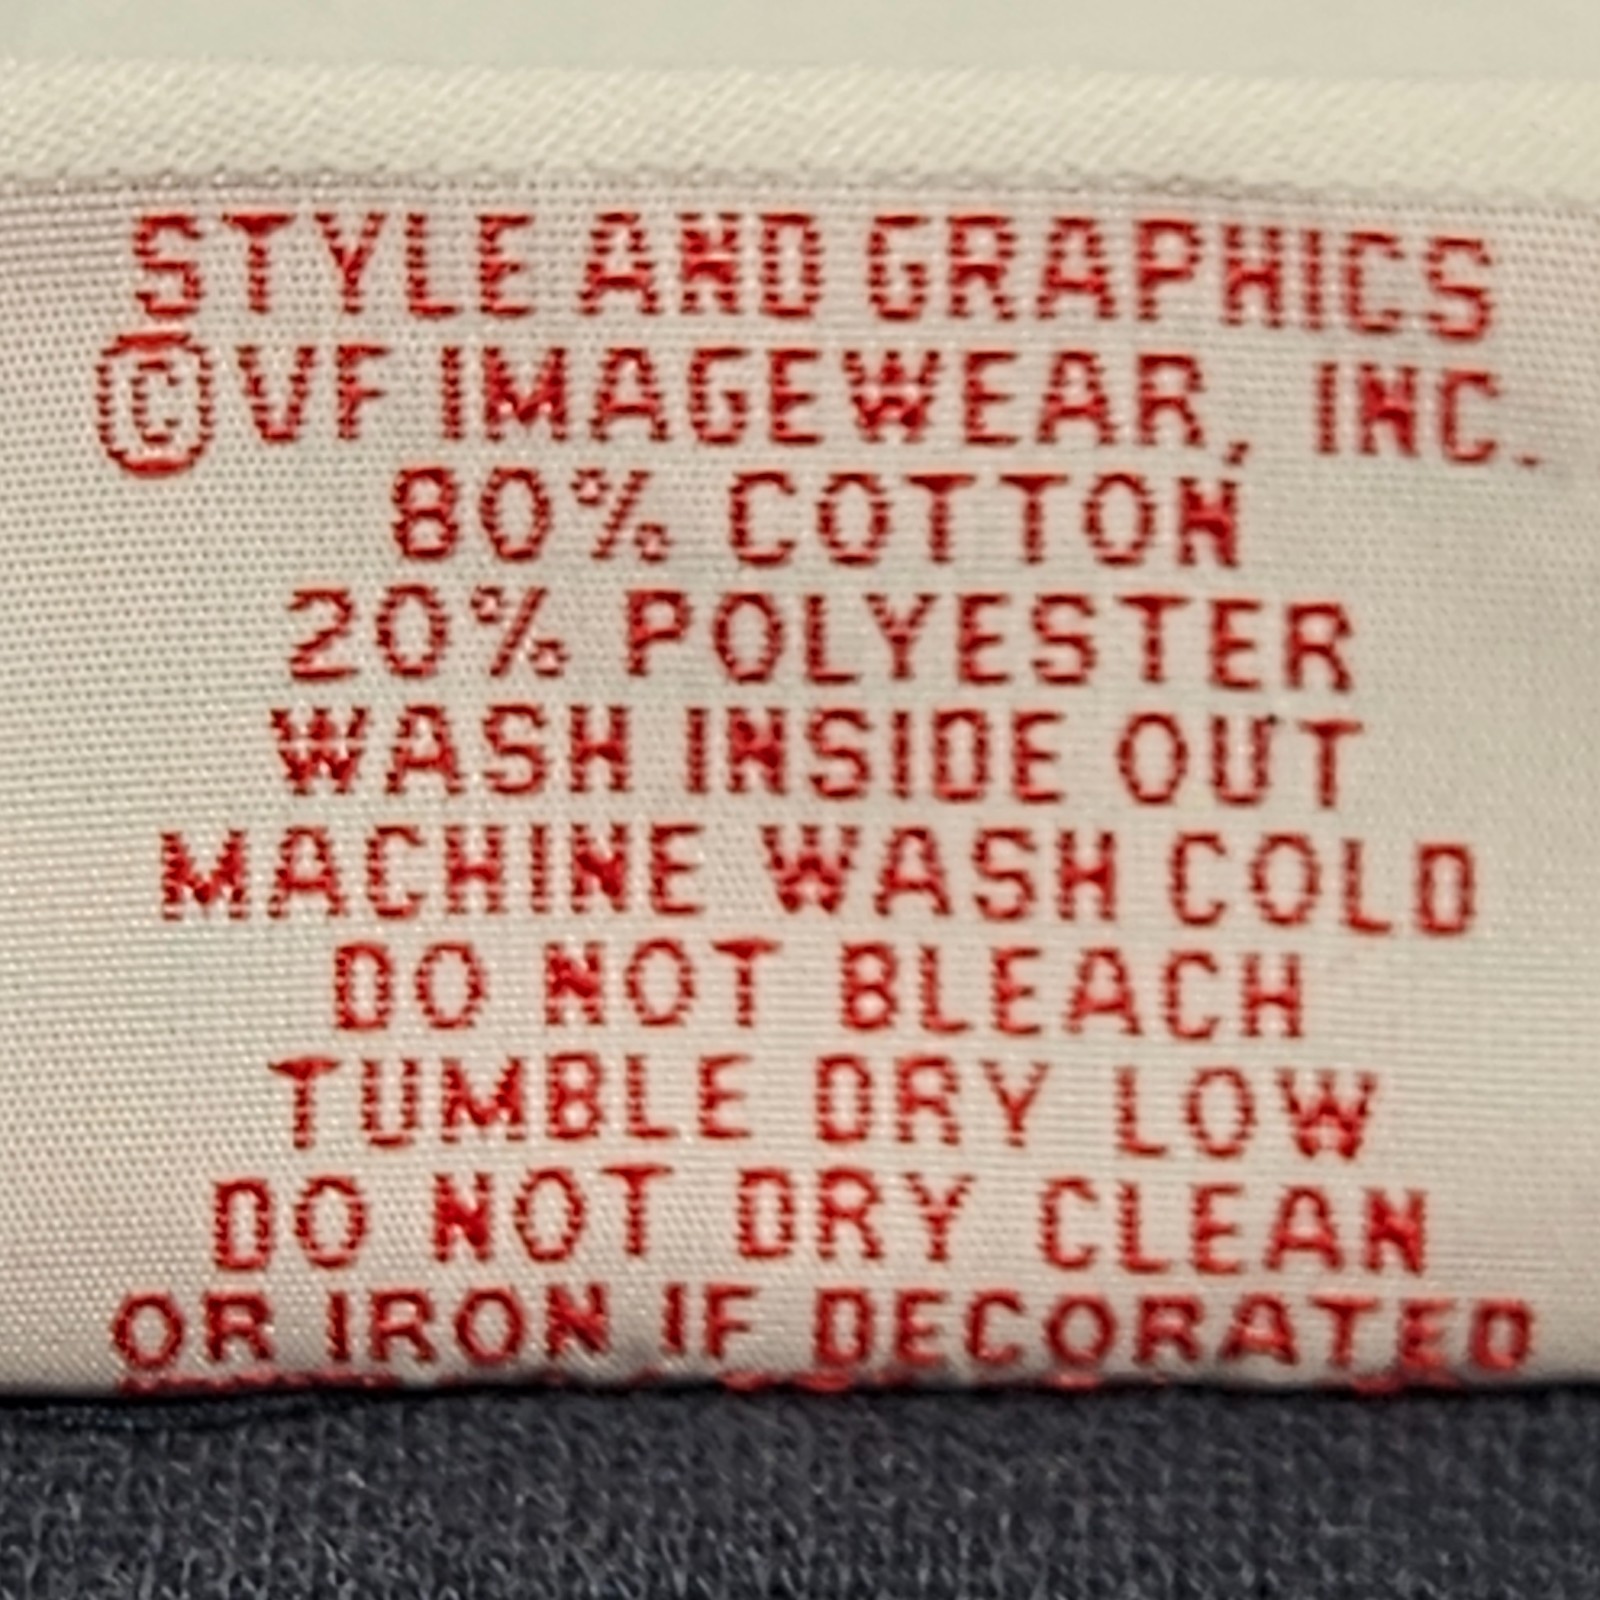 STYLE AND GRAPHICS
©VF IMAGEWEAR, INC.
80% COTTON
20% POLYESTER
WASH INSIDE OUT
MACHINE WASH COLD
DO NOT BLEACH
TUMBLE DRY LOW
DO NOT DRY CLEAN
OR IRON IF DECORATED